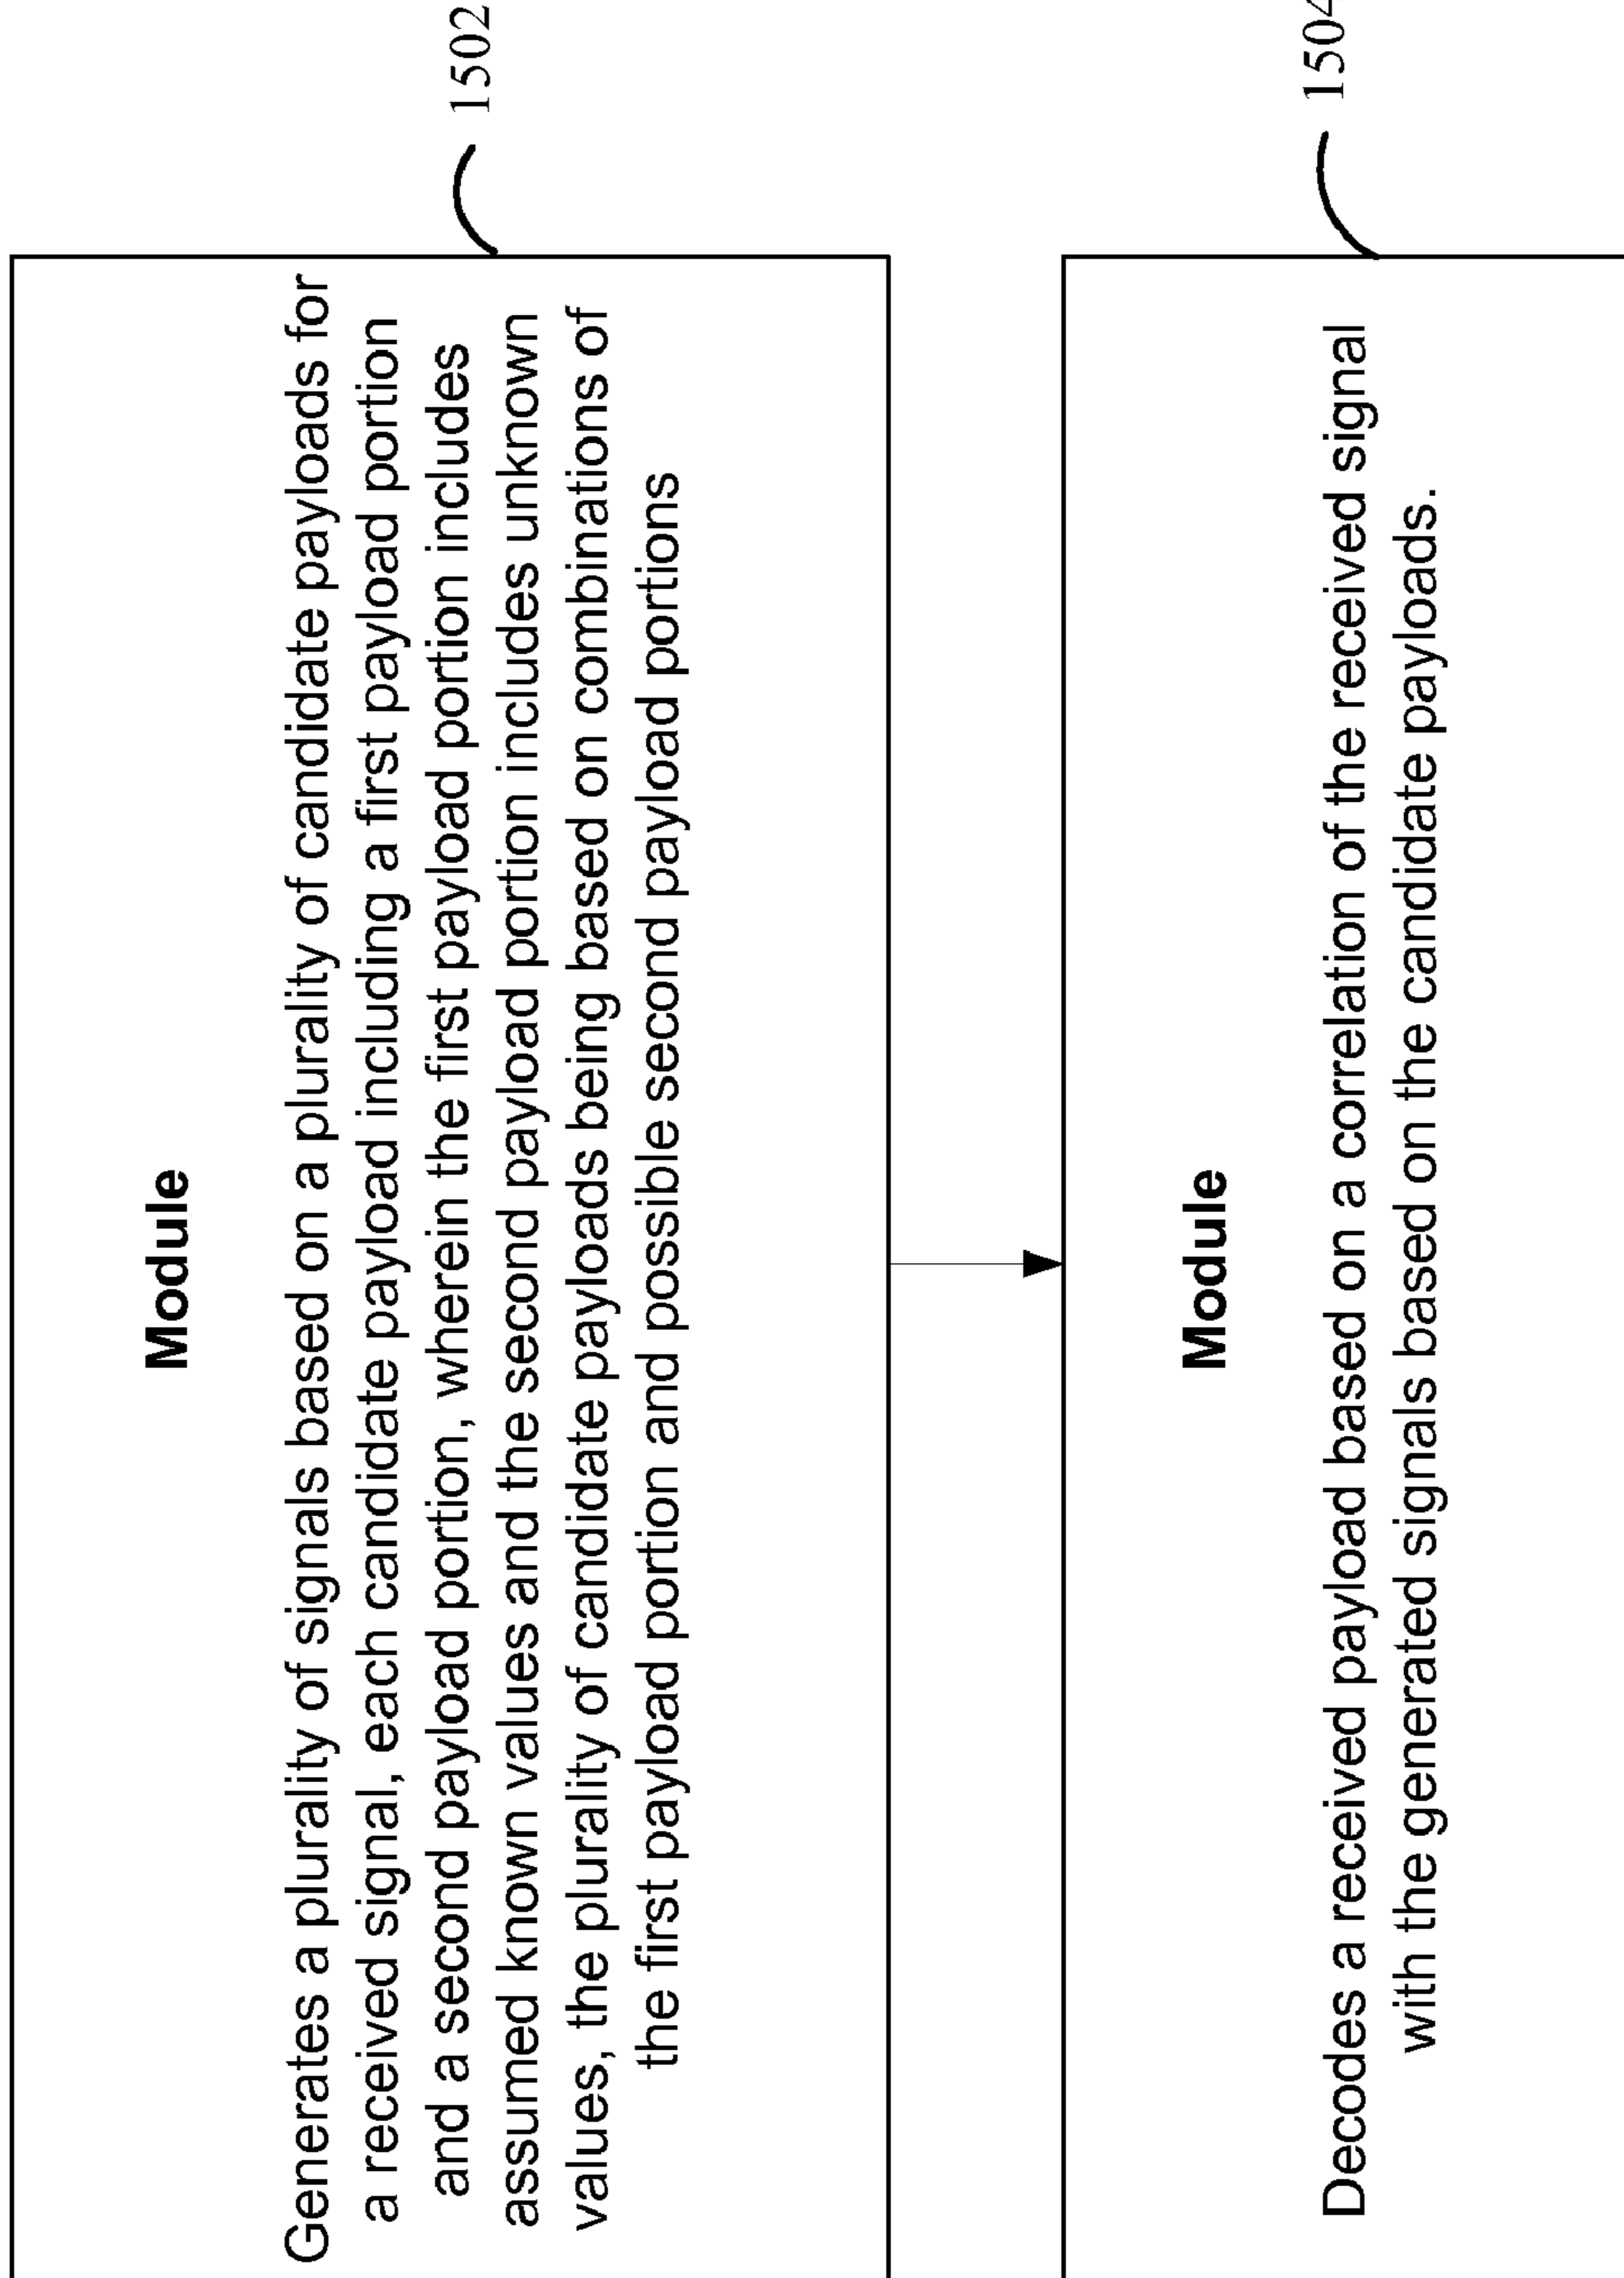 Module
1502
Generates a plurality of signals based on a plurality of candidate payloads for
a received signal, each candidate payload including a first payload portion
and a second payload portion, wherein the first payload portion includes
assumed known values and the second payload portion includes unknown
values, the plurality of candidate payloads being based on combinations of
the first payload portion and possible second payload portions
Module
1504
Decodes a received payload based on a correlation of the received signal
with the generated signals based on the candidate payloads.